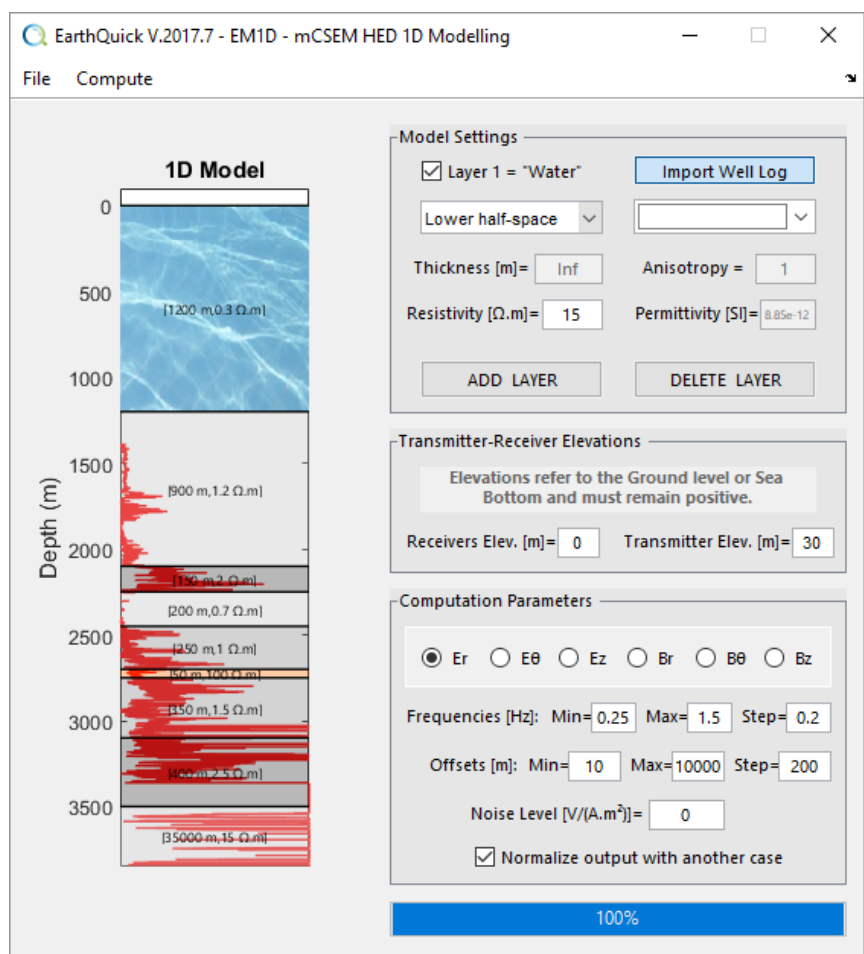 EarthQuick V.2017.7 - EM1D - mCSEM HED 1D Modelling
File Compute
1D Model
Depth (m)
0
500
1000
1500
2000
2500
3000
3500
[1200 m,0.3 Ω.m]
[900 m,1.2 Ω.m]
[150 m,2 Ω.m]
[200 m,0.7 Ω.m]
[250 m,1 Ω.m]
[50 m,100 Ω.m]
[350 m,1.5 Ω.m]
[400 m,2.5 Ω.m]
[35000 m,15 Ω.m]
Model Settings
Layer 1 = "Water" Import Well Log
Lower half-space
Thickness [m]= Inf Anisotropy = 1
Resistivity [Ω.m]= 15 Permittivity [SI]= 8.85e-12
ADD LAYER DELETE LAYER
Transmitter-Receiver Elevations
Elevations refer to the Ground level or Sea
Bottom and must remain positive.
Receivers Elev. [m]= 0 Transmitter Elev. [m]= 30
Computation Parameters
Er Eθ Ez Br Bθ Bz
Frequencies [Hz]: Min= 0.25 Max= 1.5 Step= 0.2
Offsets [m]: Min= 10 Max= 10000 Step= 200
Noise Level [V/(A.m²)]= 0
Normalize output with another case
100%